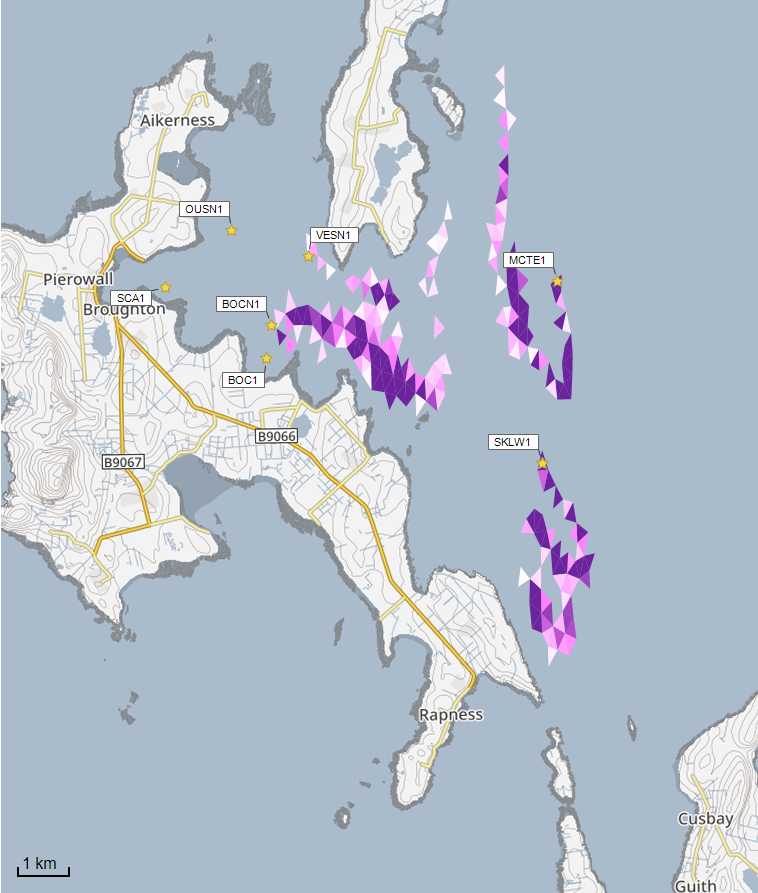 Aikerness
OUSN1
VESN1
MCTE1
Pierowall
SCA1
BOCN1
Broughton
BOC1
B9066
SKLW1
B9067
Rapness
Cusbay
1 km
Guith